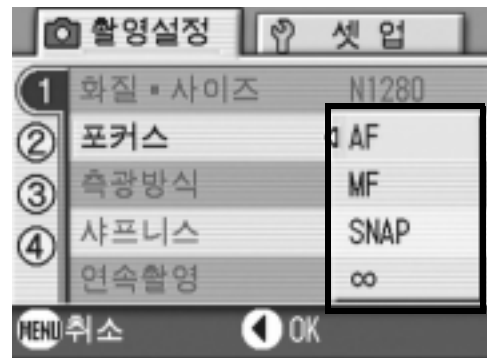 촬영설정 셋업
1 화질・사이즈 N1280
② 포커스 AF
③ 측광방식 MF
④ 샤프니스 SNAP
연속촬영 ∞
MENU 취소 OK